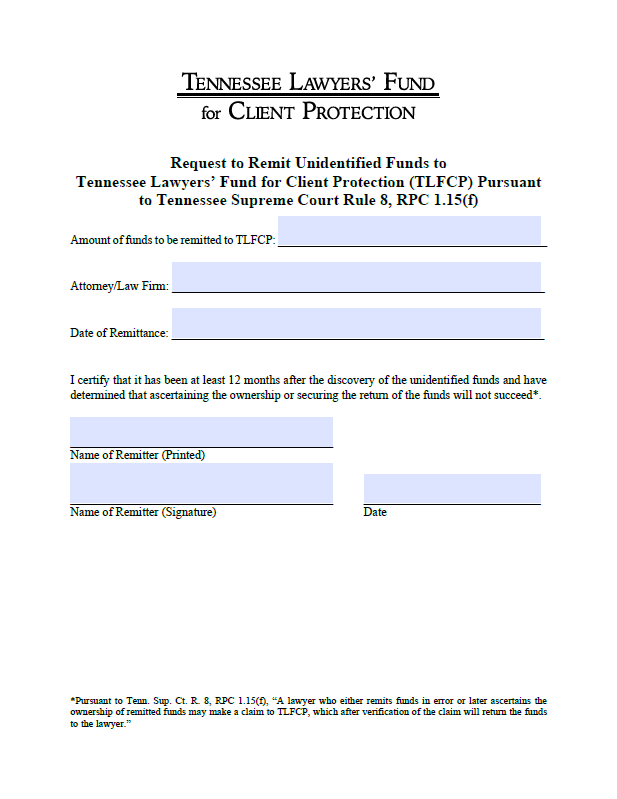 TENNESSEE LAWYERS' FUND
for CLIENT PROTECTION
Request to Remit Unidentified Funds to
Tennessee Lawyers' Fund for Client Protection (TLFCP) Pursuant
to Tennessee Supreme Court Rule 8, RPC 1.15(f)
Amount of funds to be remitted to TLFCP:
Attorney/Law Firm:
Date of Remittance:
I certify that it has been at least 12 months after the discovery of the unidentified funds and have
determined that ascertaining the ownership or securing the return of the funds will not succeed*.
Name of Remitter (Printed)
Name of Remitter (Signature)
Date
*Pursuant to Tenn. Sup. Ct. R. 8, RPC 1.15(f), “A lawyer who either remits funds in error or later ascertains the
ownership of remitted funds may make a claim to TLFCP, which after verification of the claim will return the funds
to the lawyer.”